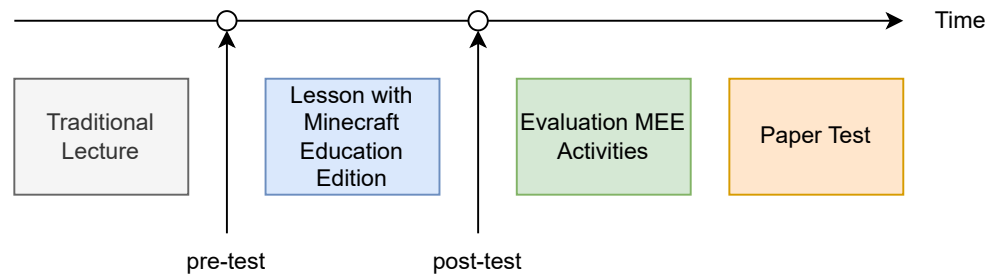 Time
Traditional
Lecture
Lesson with
Minecraft
Education
Edition
Evaluation MEE
Activities
Paper Test
pre-test
post-test